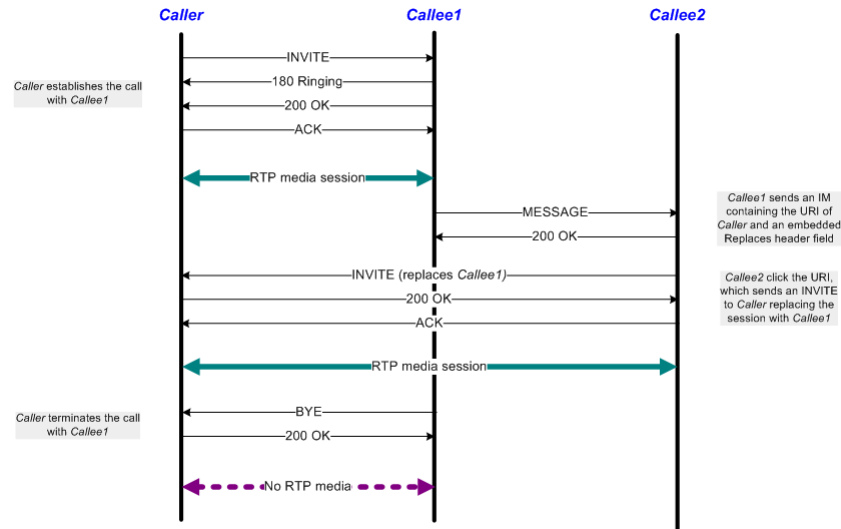 Caller Callee1 Callee2
INVITE
180 Ringing
Caller establishes the call
with Callee1
200 OK
ACK
RTP media session
Callee1 sends an IM
containing the URI of
Caller and an embedded
Replaces header field
MESSAGE
200 OK
INVITE (replaces Callee1)
Callee2 click the URI,
which sends an INVITE
to Caller replacing the
session with Callee1
200 OK
ACK
RTP media session
BYE
Caller terminates the call
with Callee1
200 OK
No RTP media